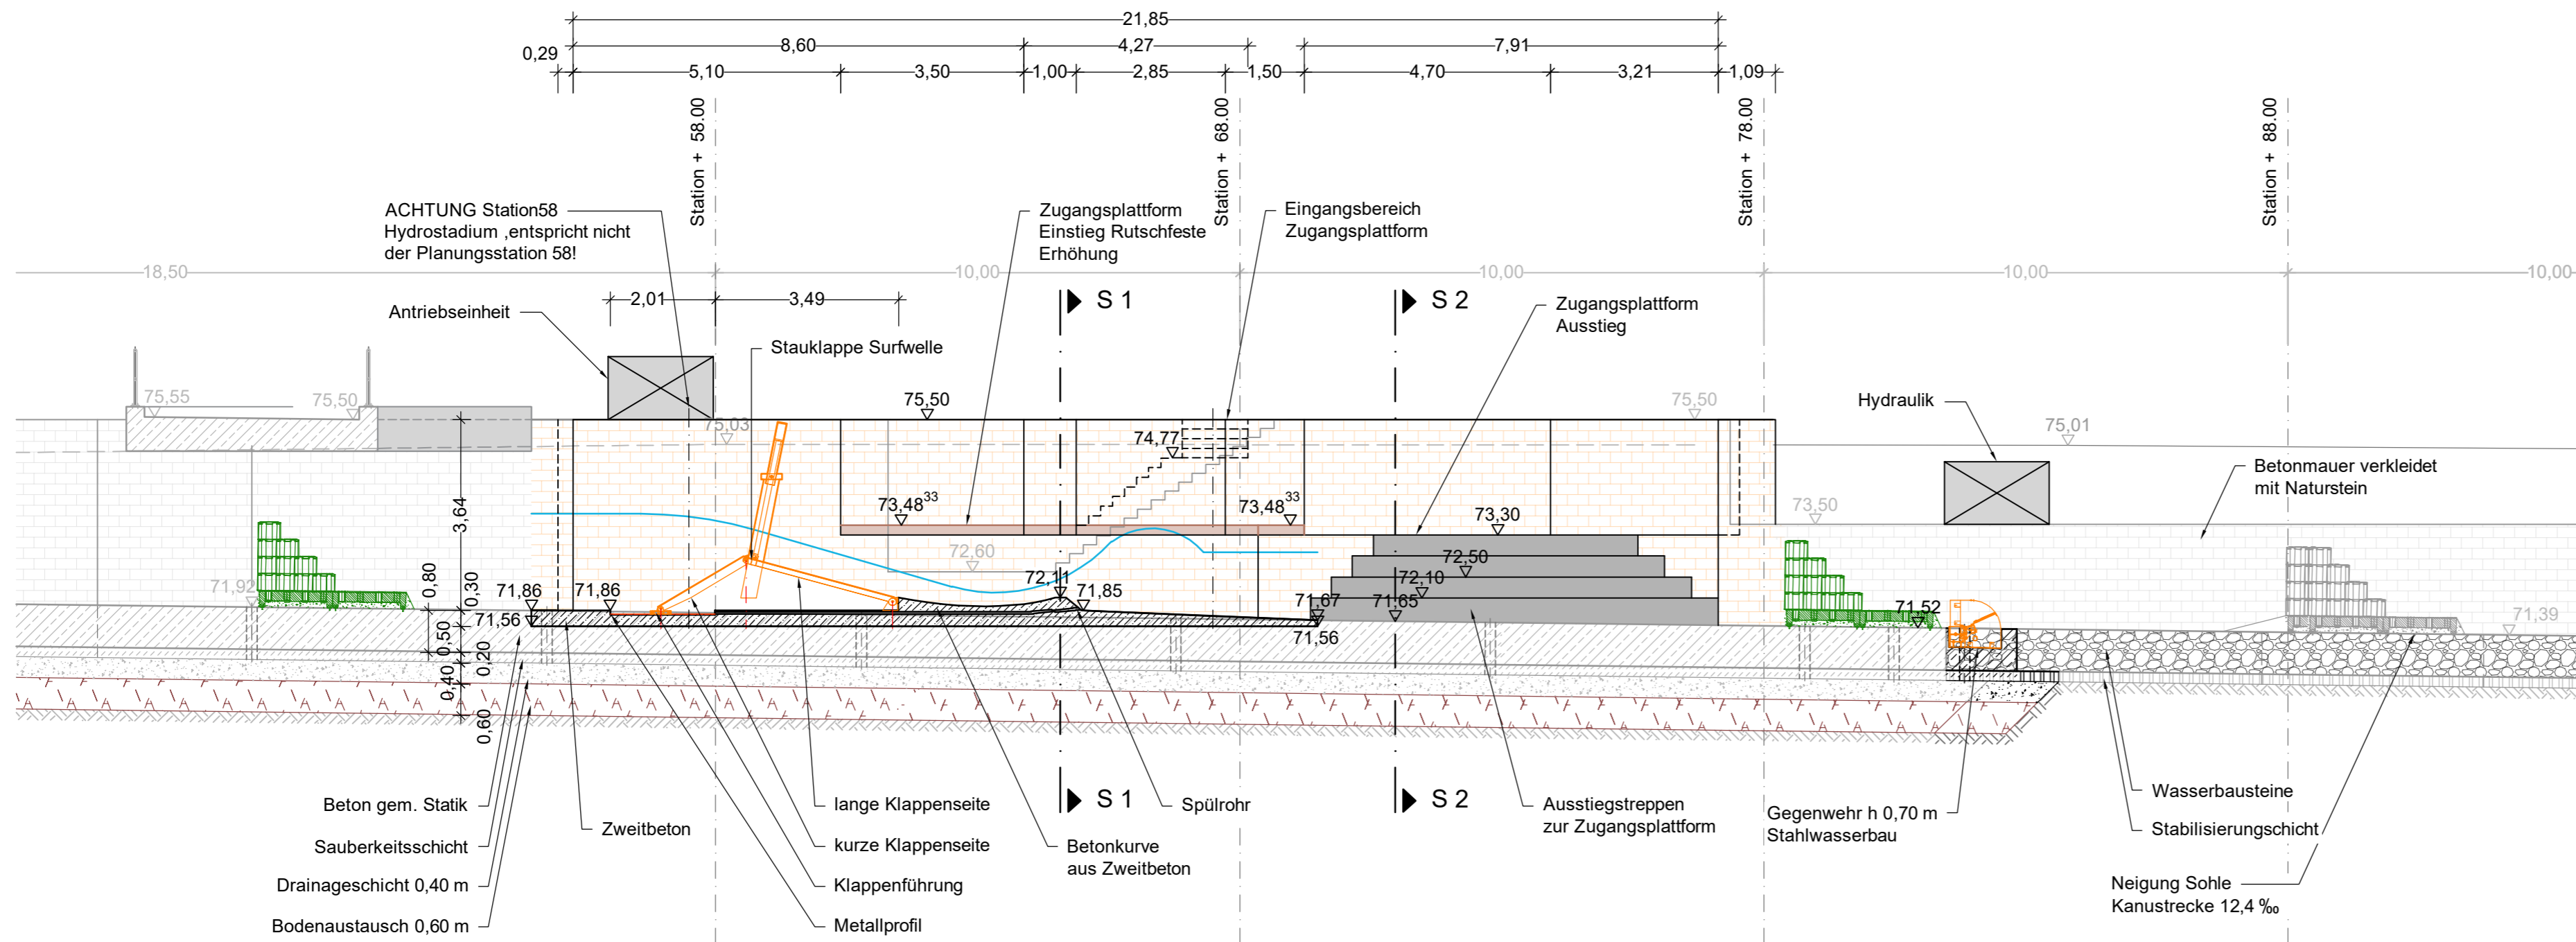 21,85
8,60
4,27
7,91
0,29
5,10
3,50
1,00
2,85
1,50
4,70
3,21
1,09
Station + 58.00
Station + 68.00
Station + 78.00
Station + 88.00
ACHTUNG Station58
Hydrostadium ,entspricht nicht
der Planungsstation 58!
Zugangsplattform
Einstieg Rutschfeste
Erhöhung
Eingangsbereich
Zugangsplattform
18,50
10,00
10,00
10,00
10,00
2,01
3,49
S 1
S 2
Antriebseinheit
Zugangsplattform
Ausstieg
Stauklappe Surfwelle
75,55
75,50
75,50
75,50
Hydraulik
75,03
74,77
75,01
Betonmauer verkleidet
mit Naturstein
3,64
73,48³³
73,48³³
73,30
73,50
72,60
72,50
71,92
0,80
0,30
71,86
71,86
72,11
71,85
72,10
71,67
71,65
71,52
71,39
71,56
71,56
0,50
0,20
0,40
0,60
S 1
S 2
Beton gem. Statik
Sauberkeitsschicht
Drainageschicht 0,40 m
Bodenaustausch 0,60 m
Zweitbeton
lange Klappenseite
kurze Klappenseite
Klappenführung
Metallprofil
Spülrohr
Betonkurve
aus Zweitbeton
Ausstiegstreppen
zur Zugangsplattform
Gegenwehr h 0,70 m
Stahlwasserbau
Wasserbausteine
Stabilisierungschicht
Neigung Sohle
Kanustrecke 12,4 ‰